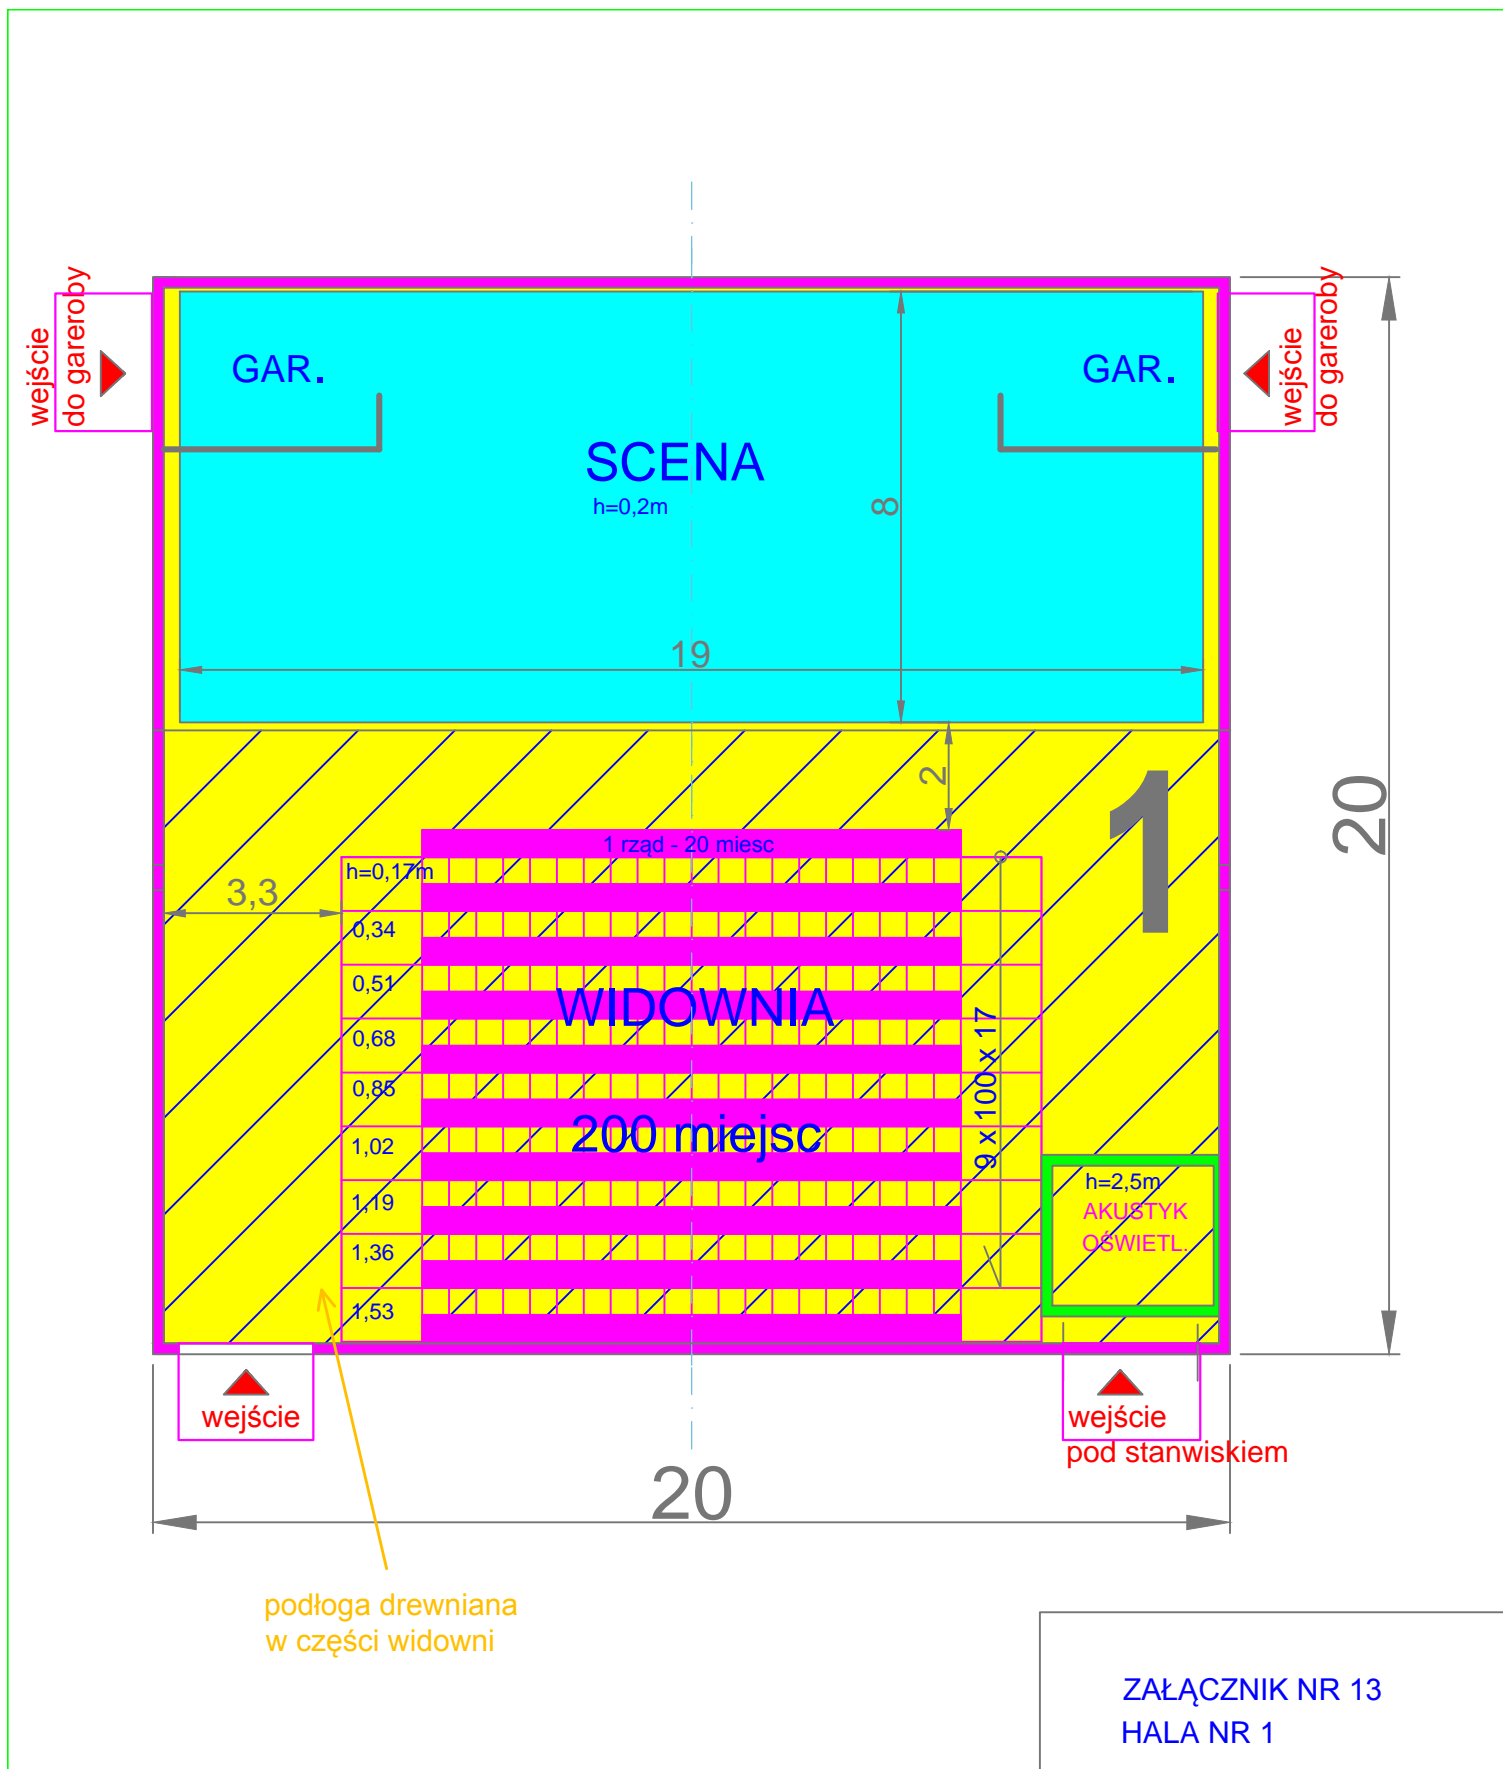 wejście
do gareroby
GAR.
GAR.
wejście
do gareroby
SCENA
h=0,2m
8
19
2
1
20
1 rząd - 20 miesc
h=0,17m
3,3
0,34
0,51
WIDOWNIA
0,68
0,85
9 x 100 x 17
200 miejsc
1,02
1,19
h=2,5m
AKUSTYK
OŚWIETL.
1,36
1,53
wejście
wejście
pod stanwiskiem
20
podłoga drewniana
w części widowni
ZAŁĄCZNIK NR 13
HALA NR 1